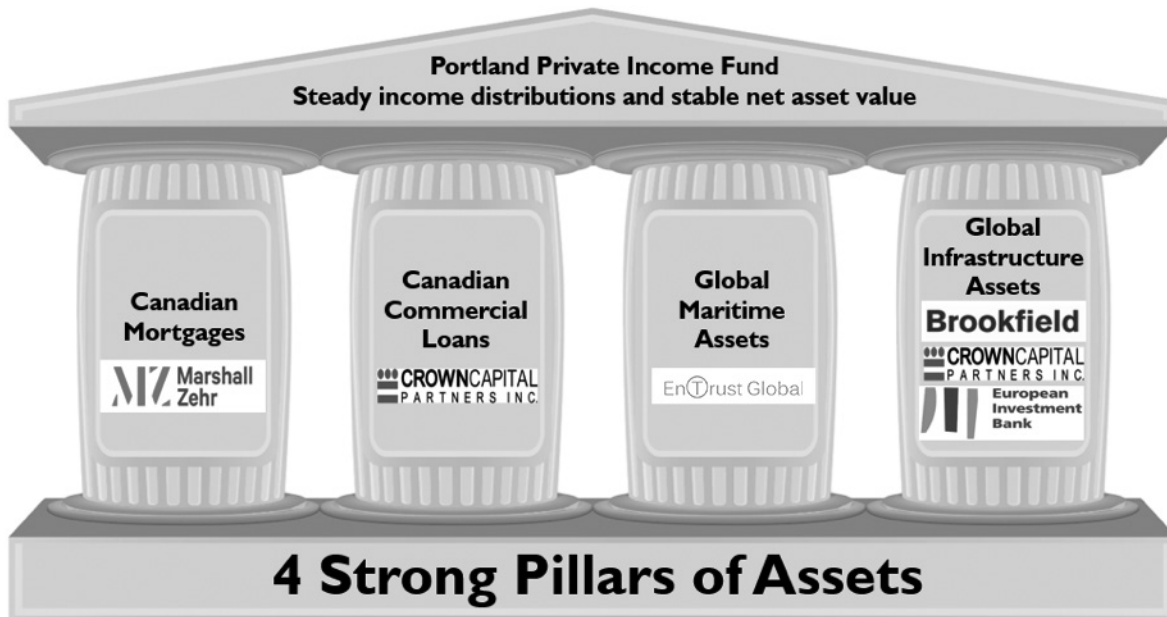 Portland Private Income Fund
Steady income distributions and stable net asset value
Canadian
Mortgages
MZ Marshall
Zehr
Canadian
Commercial
Loans
CROWNCAPITAL
PARTNERS INC.
Global
Maritime
Assets
EnTrust Global
Global
Infrastructure
Assets
Brookfield
CROWNCAPITAL
PARTNERS INC.
European
Investment
Bank
4 Strong Pillars of Assets